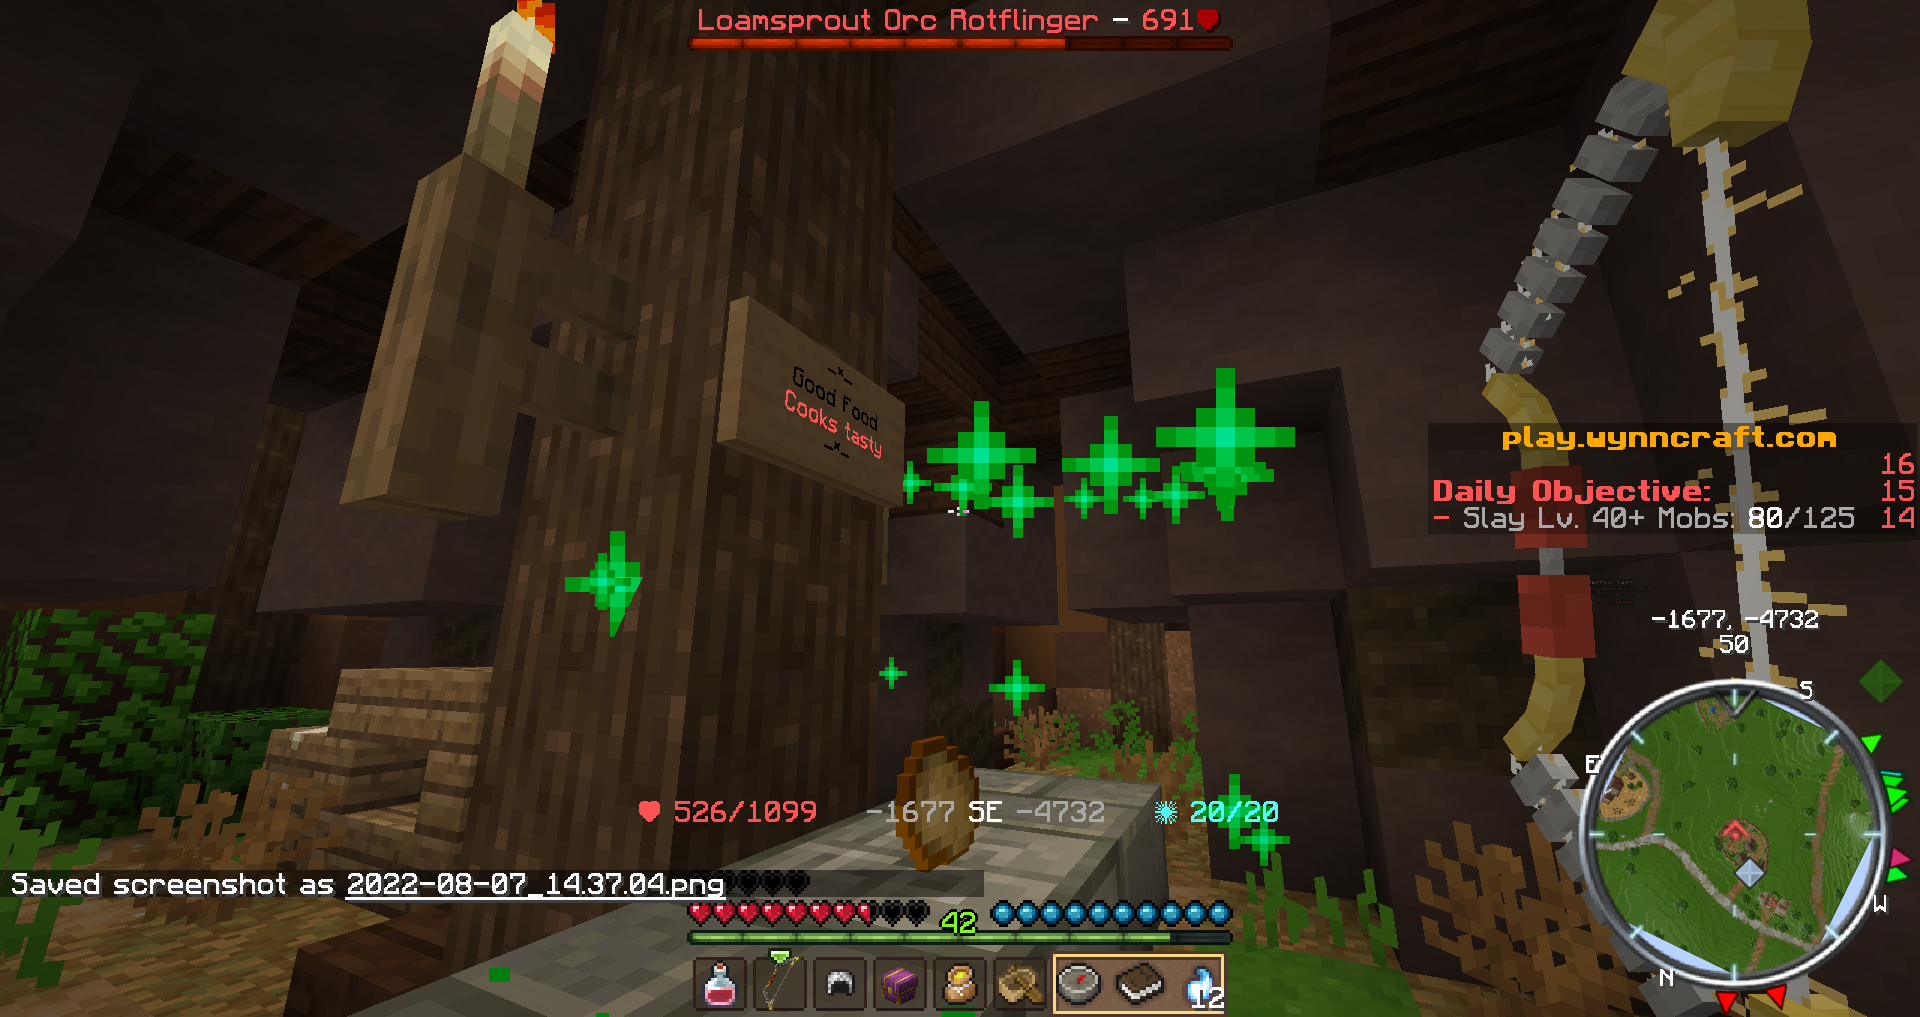 Loamsprout Orc Rotflinger - 691
Good Food
Cooks tasty
play.wynncraft.com
16
Daily Objective:
15
- Slay Lv. 40+ Mobs: 80/125
14
-1677, -4732
50
S
E
W
N
526/1099
-1677 SE -4732
20/20
Saved screenshot as 2022-08-07_14.37.04.png
42
12